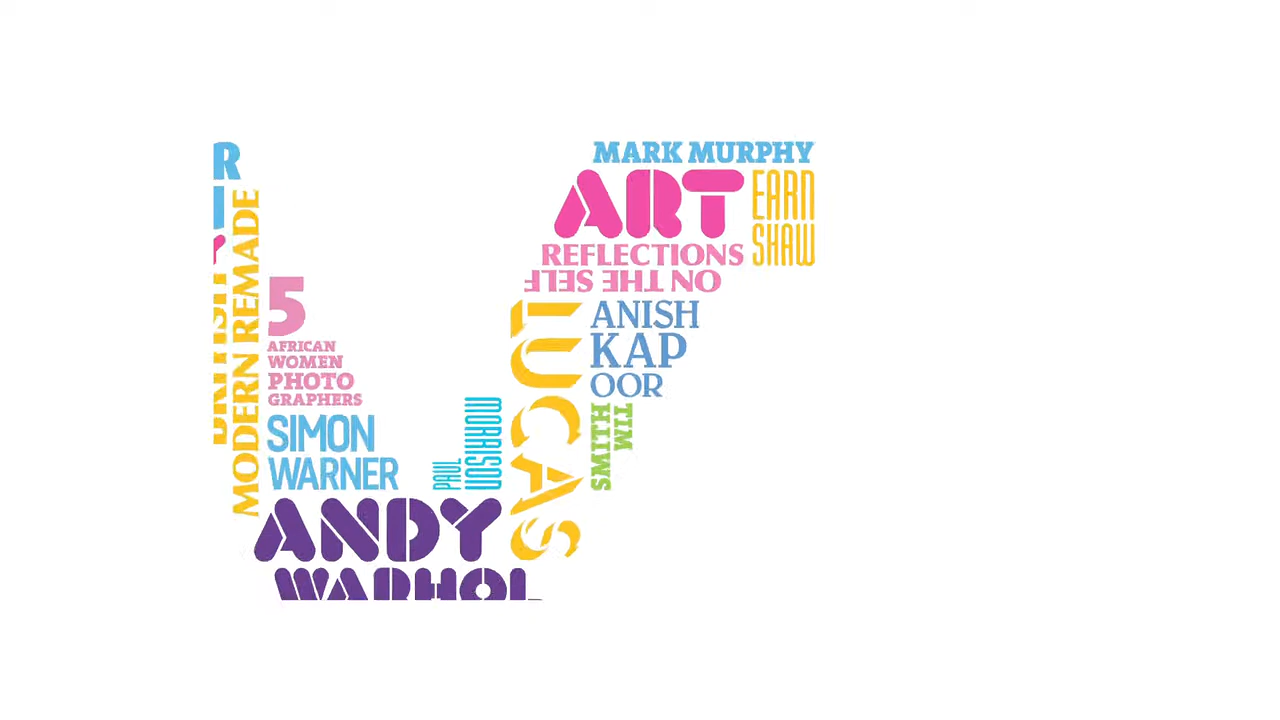 R
MODERN REMADE
5
AFRICAN
WOMEN
PHOTO
GRAPHERS
SIMON
WARNER
PAUL
MORRISON
ANDY
WARHOL
MARK MURPHY
ART
EARN
SHAW
REFLECTIONS
ON THE SELF
LUCAS
ANISH
KAP
OOR
TIM
SMITH